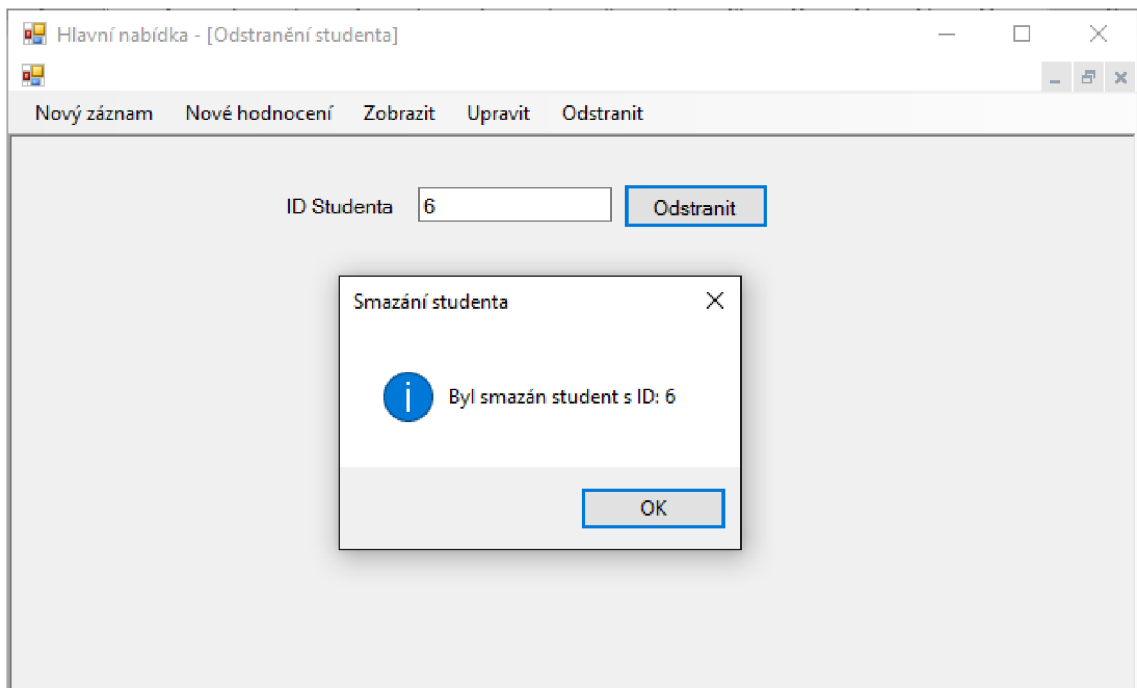 Hlavní nabídka - [Odstranění studenta]
Nový záznam Nové hodnocení Zobrazit Upravit Odstranit
ID Studenta 6 Odstranit
Smazání studenta
Byl smazán student s ID: 6
OK